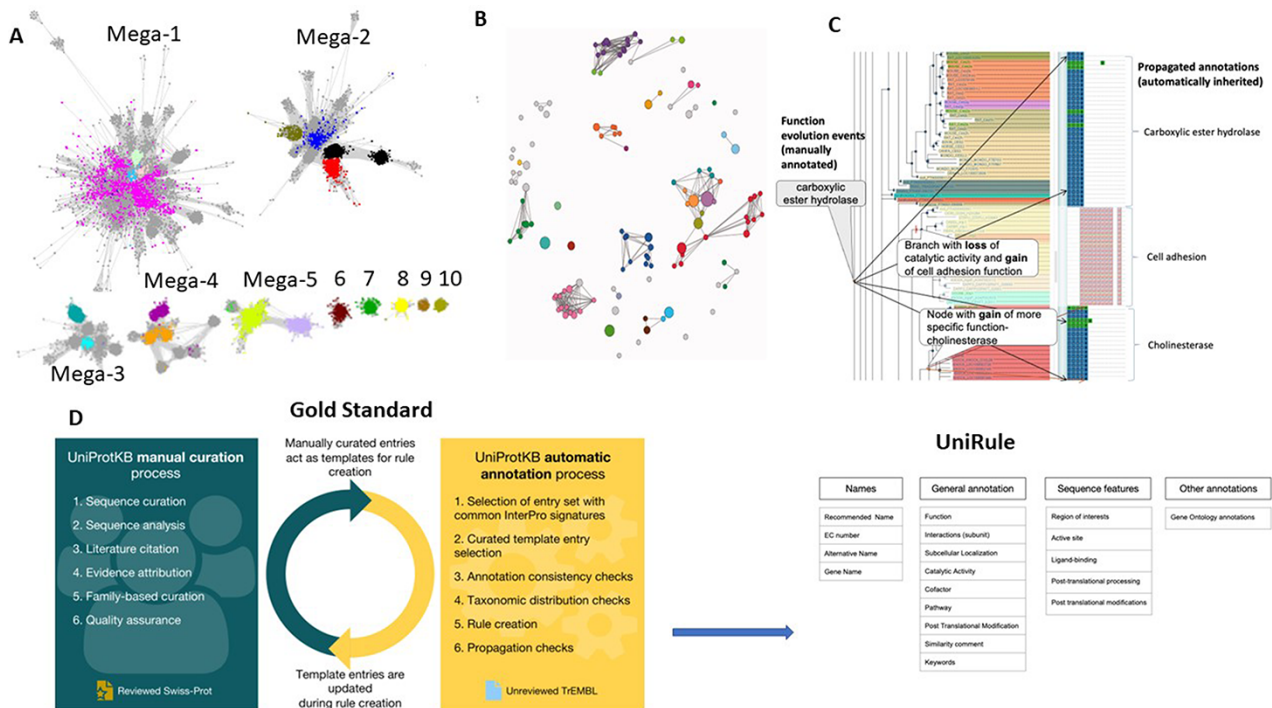 A
Mega-1
Mega-2
Mega-4
Mega-5
6
7
8
9
10
Mega-3
B
C
Function
evolution events
(manually
annotated)
carboxylic
ester hydrolase
Branch with loss of
catalytic activity and gain
of cell adhesion function
Node with gain of more
specific function-
cholinesterase
Propagated annotations
(automatically inherited)
Carboxylic ester hydrolase
Cell adhesion
Cholinesterase
D
Gold Standard
UniProtKB manual curation
process
1. Sequence curation
2. Sequence analysis
3. Literature citation
4. Evidence attribution
5. Family-based curation
6. Quality assurance
Reviewed Swiss-Prot
Manually curated entries
act as templates for rule
creation
Template entries are
updated
during rule creation
UniProtKB automatic
annotation process
1. Selection of entry set with
common InterPro signatures
2. Curated template entry
selection
3. Annotation consistency checks
4. Taxonomic distribution checks
5. Rule creation
6. Propagation checks
Unreviewed TrEMBL
UniRule
Names
Recommended Name
EC number
Alternative Name
Gene Name
General annotation
Function
Interactions (subunit)
Subcellular Localization
Catalytic Activity
Cofactor
Pathway
Post Translational Modification
Similarity comment
Keywords
Sequence features
Region of interests
Active site
Ligand-binding
Post-translational processing
Post translational modifications
Other annotations
Gene Ontology annotations